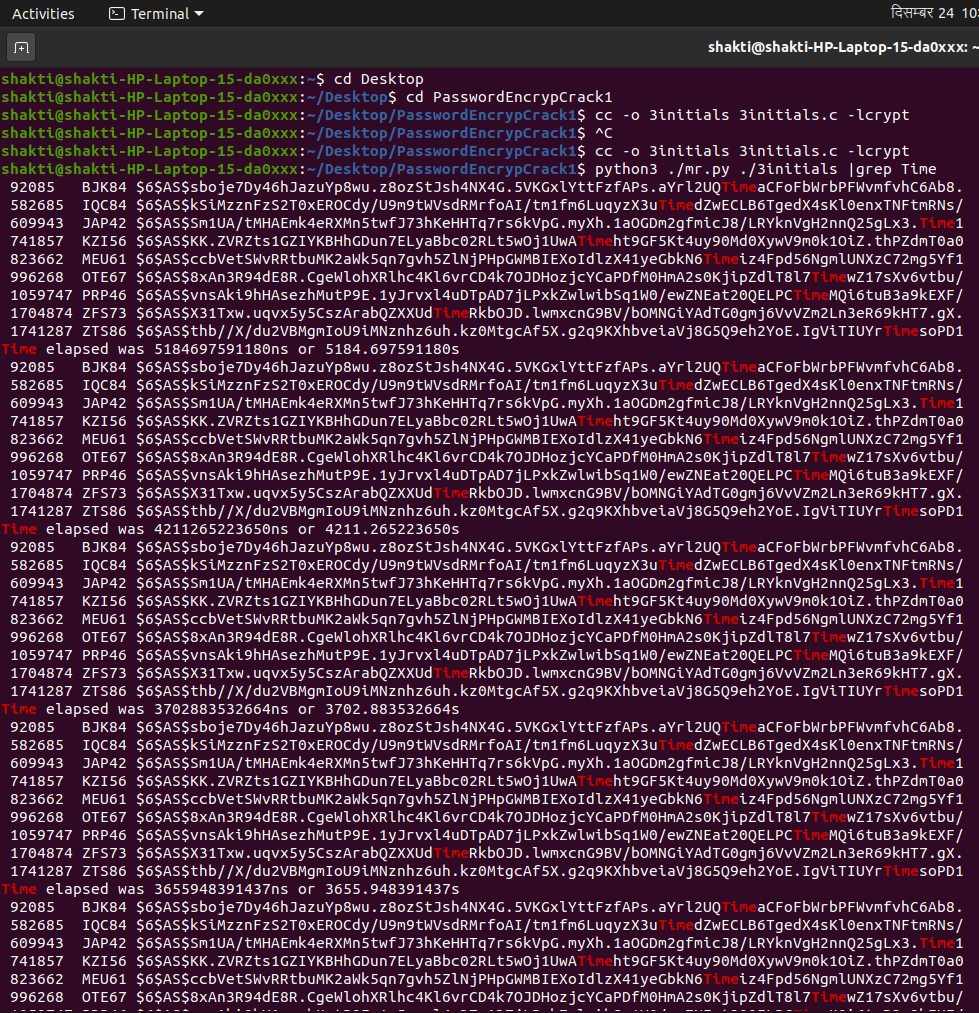 Activities Terminal दिसम्बर 24 10:
shakti@shakti-HP-Laptop-15-da0xxx: ~
shakti@shakti-HP-Laptop-15-da0xxx:~$ cd Desktop
shakti@shakti-HP-Laptop-15-da0xxx:~/Desktop$ cd PasswordEncrypCrack1
shakti@shakti-HP-Laptop-15-da0xxx:~/Desktop/PasswordEncrypCrack1$ cc -o 3initials 3initials.c -lcrypt
shakti@shakti-HP-Laptop-15-da0xxx:~/Desktop/PasswordEncrypCrack1$ ^C
shakti@shakti-HP-Laptop-15-da0xxx:~/Desktop/PasswordEncrypCrack1$ cc -o 3initials 3initials.c -lcrypt
shakti@shakti-HP-Laptop-15-da0xxx:~/Desktop/PasswordEncrypCrack1$ python3 ./mr.py ./3initials |grep Time
92085 BJK84 $6$AS$sboje7Dy46hJazuYp8wu.z8ozStJsh4NX4G.5VKGxlYttFzfAPs.aYrl2UQTimeaCFoFbWrbPFWvmfvhC6Ab8.
582685 IQC84 $6$AS$kSiMzznFzS2T0xEROCdy/U9m9tWVsdRMrfoAI/tm1fm6LuqyzX3uTimedZwECLB6TgedX4sKl0enxTNFtmRNs/
609943 JAP42 $6$AS$Sm1UA/tMHAEmk4eRXMn5twfJ73hKeHHTq7rs6kVpG.myXh.1aOGDm2gfmicJ8/LRYknVgH2nnQ25gLx3.Time1
741857 KZI56 $6$AS$KK.ZVRZts1GZIYKBHhGDun7ELyaBbc02RLt5wOj1UwATimeht9GF5Kt4uy90Md0XywV9m0k1OiZ.thPZdmT0a0
823662 MEU61 $6$AS$ccbVetSWvRRtbuMK2aWk5qn7gvh5ZlNjPHpGWMBIEXoIdlzX41yeGbkN6Timeiz4Fpd56NgmlUNXzC72mg5Yf1
996268 OTE67 $6$AS$8xAn3R94dE8R.CgeWlohXRlhc4Kl6vrCD4k7OJDHozjcYCaPDfM0HmA2s0KjipZdlT8l7TimewZ17sXv6vtbu/
1059747 PRP46 $6$AS$vnsAki9hHAsezhMutP9E.1yJrvxl4uDTpAD7jLPxkZwlwibSq1W0/ewZNEat20QELPCTimeMQi6tuB3a9kEXF/
1704874 ZFS73 $6$AS$X31Txw.uqvx5y5CszArabQZXXUdTimeRkbOJD.lwmxcnG9BV/bOMNGiYAdTG0gmj6VvVZm2Ln3eR69kHT7.gX.
1741287 ZTS86 $6$AS$thb//X/du2VBMgmIoU9iMNznhz6uh.kz0MtgcAf5X.g2q9KXhbveiaVj8G5Q9eh2YoE.IgViTIUYrTimesoPD1
Time elapsed was 5184697591180ns or 5184.697591180s
92085 BJK84 $6$AS$sboje7Dy46hJazuYp8wu.z8ozStJsh4NX4G.5VKGxlYttFzfAPs.aYrl2UQTimeaCFoFbWrbPFWvmfvhC6Ab8.
582685 IQC84 $6$AS$kSiMzznFzS2T0xEROCdy/U9m9tWVsdRMrfoAI/tm1fm6LuqyzX3uTimedZwECLB6TgedX4sKl0enxTNFtmRNs/
609943 JAP42 $6$AS$Sm1UA/tMHAEmk4eRXMn5twfJ73hKeHHTq7rs6kVpG.myXh.1aOGDm2gfmicJ8/LRYknVgH2nnQ25gLx3.Time1
741857 KZI56 $6$AS$KK.ZVRZts1GZIYKBHhGDun7ELyaBbc02RLt5wOj1UwATimeht9GF5Kt4uy90Md0XywV9m0k1OiZ.thPZdmT0a0
823662 MEU61 $6$AS$ccbVetSWvRRtbuMK2aWk5qn7gvh5ZlNjPHpGWMBIEXoIdlzX41yeGbkN6Timeiz4Fpd56NgmlUNXzC72mg5Yf1
996268 OTE67 $6$AS$8xAn3R94dE8R.CgeWlohXRlhc4Kl6vrCD4k7OJDHozjcYCaPDfM0HmA2s0KjipZdlT8l7TimewZ17sXv6vtbu/
1059747 PRP46 $6$AS$vnsAki9hHAsezhMutP9E.1yJrvxl4uDTpAD7jLPxkZwlwibSq1W0/ewZNEat20QELPCTimeMQi6tuB3a9kEXF/
1704874 ZFS73 $6$AS$X31Txw.uqvx5y5CszArabQZXXUdTimeRkbOJD.lwmxcnG9BV/bOMNGiYAdTG0gmj6VvVZm2Ln3eR69kHT7.gX.
1741287 ZTS86 $6$AS$thb//X/du2VBMgmIoU9iMNznhz6uh.kz0MtgcAf5X.g2q9KXhbveiaVj8G5Q9eh2YoE.IgViTIUYrTimesoPD1
Time elapsed was 4211265223650ns or 4211.265223650s
92085 BJK84 $6$AS$sboje7Dy46hJazuYp8wu.z8ozStJsh4NX4G.5VKGxlYttFzfAPs.aYrl2UQTimeaCFoFbWrbPFWvmfvhC6Ab8.
582685 IQC84 $6$AS$kSiMzznFzS2T0xEROCdy/U9m9tWVsdRMrfoAI/tm1fm6LuqyzX3uTimedZwECLB6TgedX4sKl0enxTNFtmRNs/
609943 JAP42 $6$AS$Sm1UA/tMHAEmk4eRXMn5twfJ73hKeHHTq7rs6kVpG.myXh.1aOGDm2gfmicJ8/LRYknVgH2nnQ25gLx3.Time1
741857 KZI56 $6$AS$KK.ZVRZts1GZIYKBHhGDun7ELyaBbc02RLt5wOj1UwATimeht9GF5Kt4uy90Md0XywV9m0k1OiZ.thPZdmT0a0
823662 MEU61 $6$AS$ccbVetSWvRRtbuMK2aWk5qn7gvh5ZlNjPHpGWMBIEXoIdlzX41yeGbkN6Timeiz4Fpd56NgmlUNXzC72mg5Yf1
996268 OTE67 $6$AS$8xAn3R94dE8R.CgeWlohXRlhc4Kl6vrCD4k7OJDHozjcYCaPDfM0HmA2s0KjipZdlT8l7TimewZ17sXv6vtbu/
1059747 PRP46 $6$AS$vnsAki9hHAsezhMutP9E.1yJrvxl4uDTpAD7jLPxkZwlwibSq1W0/ewZNEat20QELPCTimeMQi6tuB3a9kEXF/
1704874 ZFS73 $6$AS$X31Txw.uqvx5y5CszArabQZXXUdTimeRkbOJD.lwmxcnG9BV/bOMNGiYAdTG0gmj6VvVZm2Ln3eR69kHT7.gX.
1741287 ZTS86 $6$AS$thb//X/du2VBMgmIoU9iMNznhz6uh.kz0MtgcAf5X.g2q9KXhbveiaVj8G5Q9eh2YoE.IgViTIUYrTimesoPD1
Time elapsed was 3702883532664ns or 3702.883532664s
92085 BJK84 $6$AS$sboje7Dy46hJazuYp8wu.z8ozStJsh4NX4G.5VKGxlYttFzfAPs.aYrl2UQTimeaCFoFbWrbPFWvmfvhC6Ab8.
582685 IQC84 $6$AS$kSiMzznFzS2T0xEROCdy/U9m9tWVsdRMrfoAI/tm1fm6LuqyzX3uTimedZwECLB6TgedX4sKl0enxTNFtmRNs/
609943 JAP42 $6$AS$Sm1UA/tMHAEmk4eRXMn5twfJ73hKeHHTq7rs6kVpG.myXh.1aOGDm2gfmicJ8/LRYknVgH2nnQ25gLx3.Time1
741857 KZI56 $6$AS$KK.ZVRZts1GZIYKBHhGDun7ELyaBbc02RLt5wOj1UwATimeht9GF5Kt4uy90Md0XywV9m0k1OiZ.thPZdmT0a0
823662 MEU61 $6$AS$ccbVetSWvRRtbuMK2aWk5qn7gvh5ZlNjPHpGWMBIEXoIdlzX41yeGbkN6Timeiz4Fpd56NgmlUNXzC72mg5Yf1
996268 OTE67 $6$AS$8xAn3R94dE8R.CgeWlohXRlhc4Kl6vrCD4k7OJDHozjcYCaPDfM0HmA2s0KjipZdlT8l7TimewZ17sXv6vtbu/
1059747 PRP46 $6$AS$vnsAki9hHAsezhMutP9E.1yJrvxl4uDTpAD7jLPxkZwlwibSq1W0/ewZNEat20QELPCTimeMQi6tuB3a9kEXF/
1704874 ZFS73 $6$AS$X31Txw.uqvx5y5CszArabQZXXUdTimeRkbOJD.lwmxcnG9BV/bOMNGiYAdTG0gmj6VvVZm2Ln3eR69kHT7.gX.
1741287 ZTS86 $6$AS$thb//X/du2VBMgmIoU9iMNznhz6uh.kz0MtgcAf5X.g2q9KXhbveiaVj8G5Q9eh2YoE.IgViTIUYrTimesoPD1
Time elapsed was 3655948391437ns or 3655.948391437s
92085 BJK84 $6$AS$sboje7Dy46hJazuYp8wu.z8ozStJsh4NX4G.5VKGxlYttFzfAPs.aYrl2UQTimeaCFoFbWrbPFWvmfvhC6Ab8.
582685 IQC84 $6$AS$kSiMzznFzS2T0xEROCdy/U9m9tWVsdRMrfoAI/tm1fm6LuqyzX3uTimedZwECLB6TgedX4sKl0enxTNFtmRNs/
609943 JAP42 $6$AS$Sm1UA/tMHAEmk4eRXMn5twfJ73hKeHHTq7rs6kVpG.myXh.1aOGDm2gfmicJ8/LRYknVgH2nnQ25gLx3.Time1
741857 KZI56 $6$AS$KK.ZVRZts1GZIYKBHhGDun7ELyaBbc02RLt5wOj1UwATimeht9GF5Kt4uy90Md0XywV9m0k1OiZ.thPZdmT0a0
823662 MEU61 $6$AS$ccbVetSWvRRtbuMK2aWk5qn7gvh5ZlNjPHpGWMBIEXoIdlzX41yeGbkN6Timeiz4Fpd56NgmlUNXzC72mg5Yf1
996268 OTE67 $6$AS$8xAn3R94dE8R.CgeWlohXRlhc4Kl6vrCD4k7OJDHozjcYCaPDfM0HmA2s0KjipZdlT8l7TimewZ17sXv6vtbu/